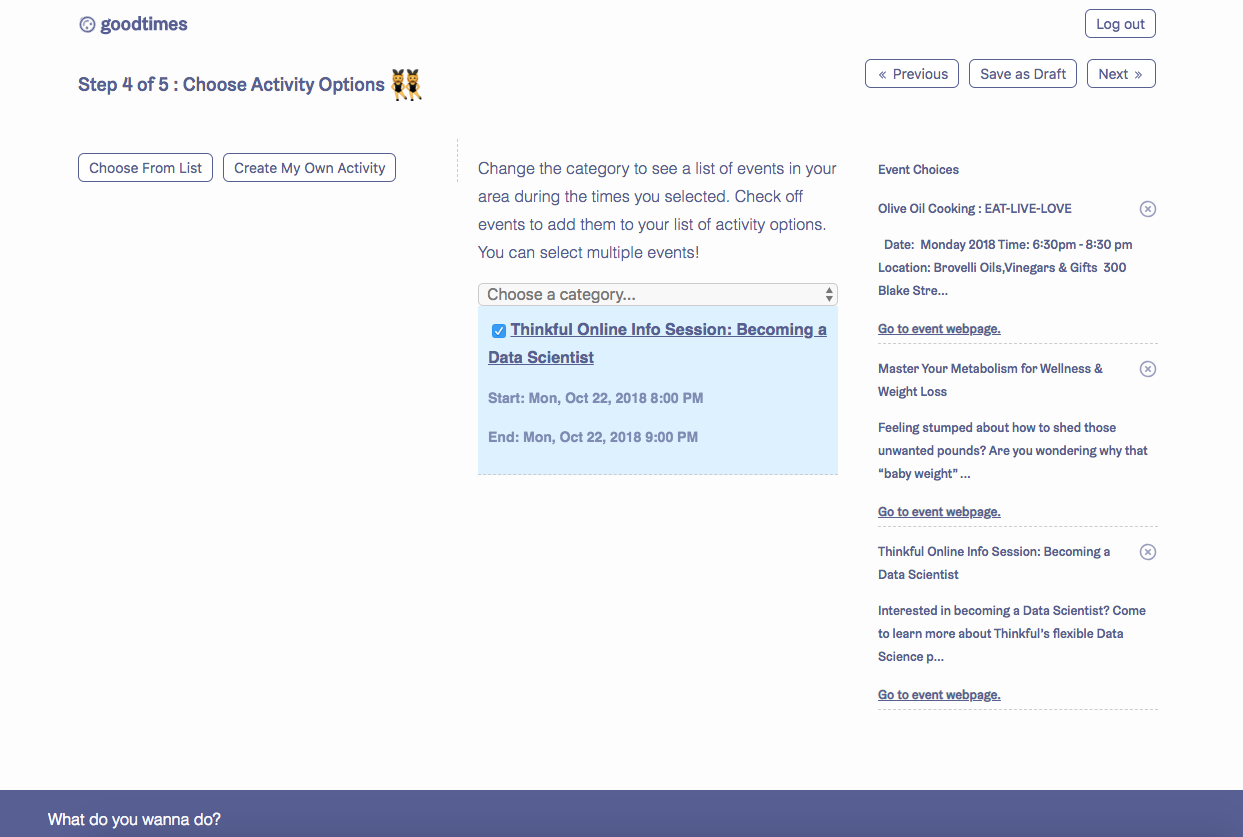 goodtimes
Log out
Step 4 of 5 : Choose Activity Options
« Previous
Save as Draft
Next »
Choose From List
Create My Own Activity
Change the category to see a list of events in your
area during the times you selected. Check off
events to add them to your list of activity options.
You can select multiple events!
Choose a category...
Thinkful Online Info Session: Becoming a
Data Scientist
Start: Mon, Oct 22, 2018 8:00 PM
End: Mon, Oct 22, 2018 9:00 PM
Event Choices
Olive Oil Cooking : EAT-LIVE-LOVE
Date: Monday 2018 Time: 6:30pm - 8:30 pm
Location: Brovelli Oils,Vinegars & Gifts 300
Blake Stre...
Go to event webpage.
Master Your Metabolism for Wellness &
Weight Loss
Feeling stumped about how to shed those
unwanted pounds? Are you wondering why that
“baby weight” ...
Go to event webpage.
Thinkful Online Info Session: Becoming a
Data Scientist
Interested in becoming a Data Scientist? Come
to learn more about Thinkful’s flexible Data
Science p...
Go to event webpage.
What do you wanna do?